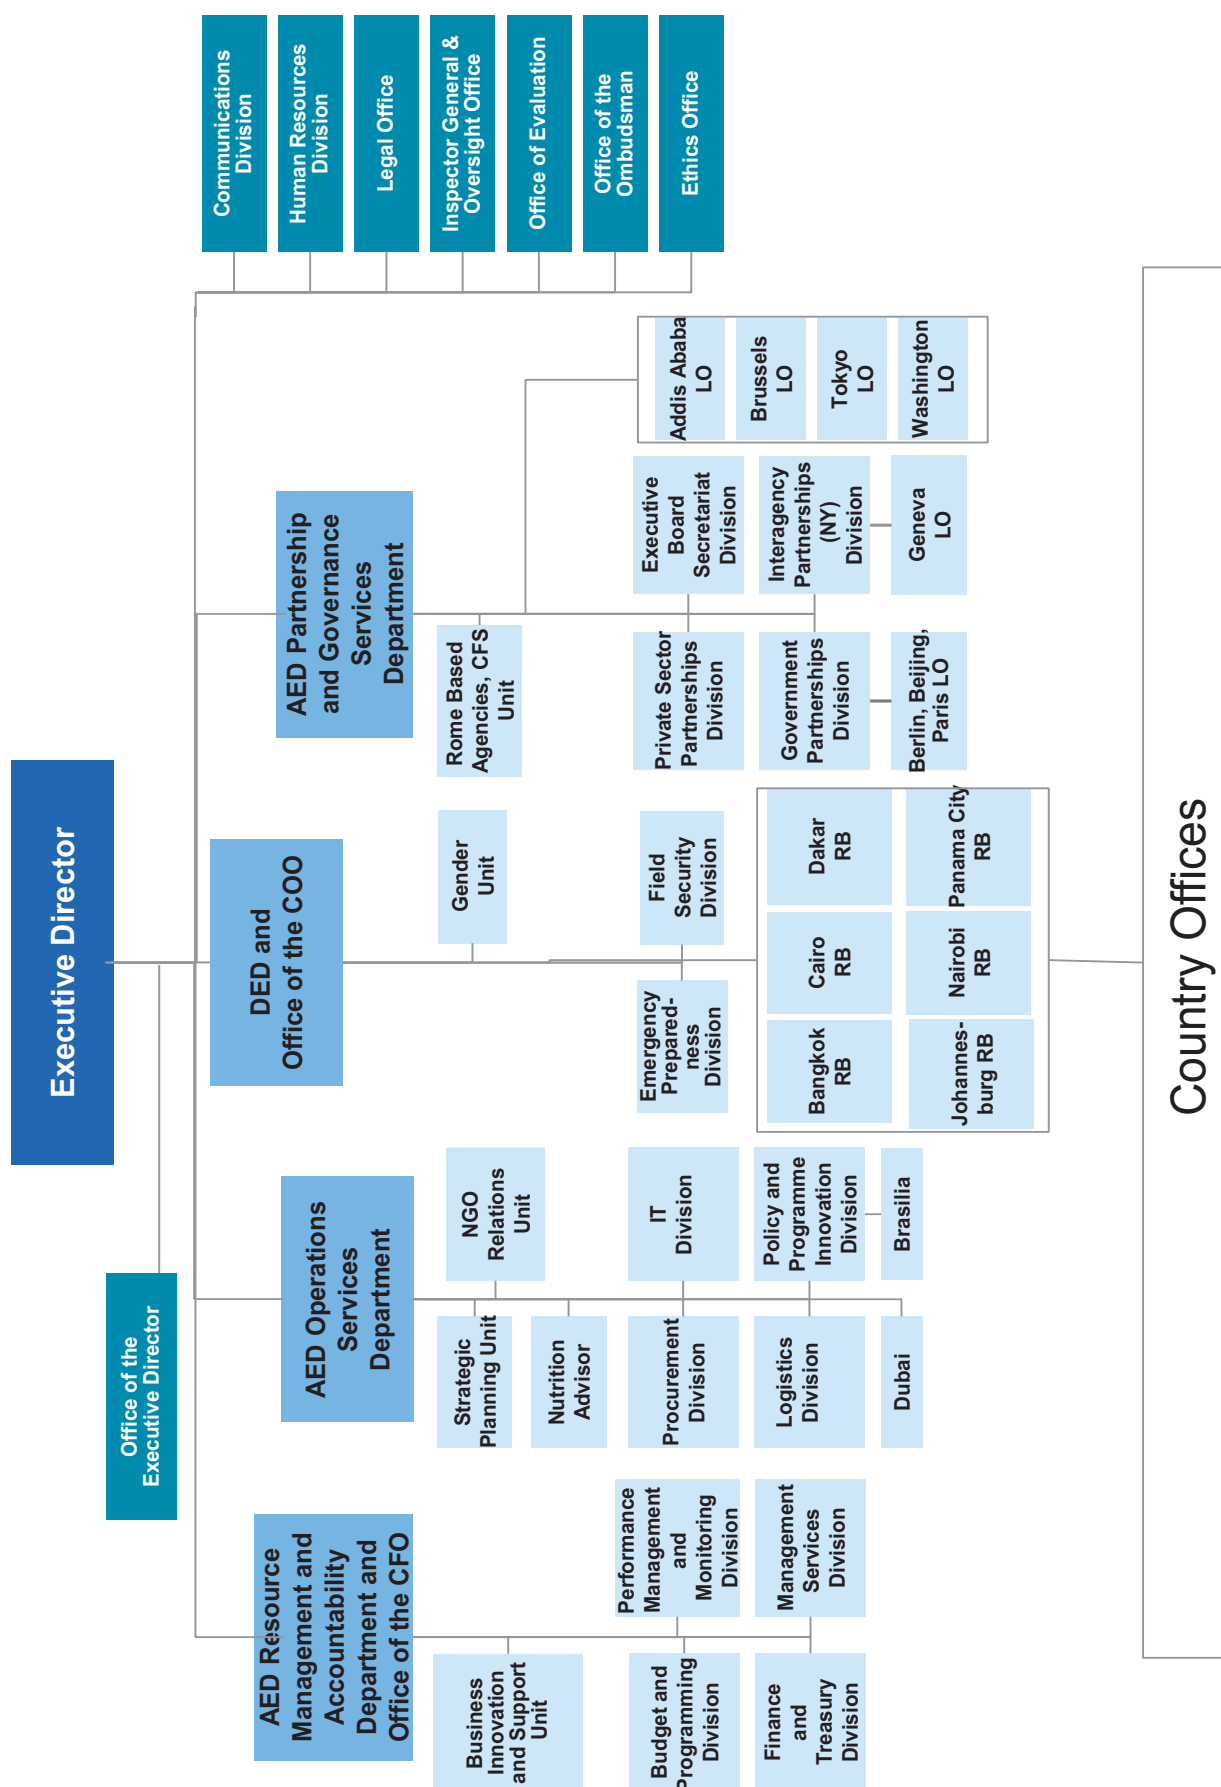 Executive Director
Office of the
Executive Director
AED Resource
Management and
Accountability
Department and
Office of the CFO
AED Operations
Services
Department
DED and
Office of the COO
AED Partnership
and Governance
Services
Department
Communications
Division
Human Resources
Division
Legal Office
Inspector General &
Oversight Office
Office of Evaluation
Office of the
Ombudsman
Ethics Office
Business
Innovation
and Support
Unit
Performance
Management
and
Monitoring
Division
Budget and
Programming
Division
Management
Services
Division
Finance
and
Treasury
Division
NGO
Relations
Unit
Strategic
Planning Unit
Nutrition
Advisor
IT
Division
Procurement
Division
Policy and
Programme
Innovation
Division
Logistics
Division
Brasilia
Dubai
Gender
Unit
Field
Security
Division
Emergency
Prepared-
ness
Division
Bangkok
RB
Cairo
RB
Dakar
RB
Johannes-
burg RB
Nairobi
RB
Panama City
RB
Rome Based
Agencies, CFS
Unit
Private Sector
Partnerships
Division
Executive
Board
Secretariat
Division
Government
Partnerships
Division
Interagency
Partnerships
(NY)
Division
Berlin, Beijing,
Paris LO
Geneva
LO
Addis Ababa
LO
Brussels
LO
Tokyo
LO
Washington
LO
Country Offices